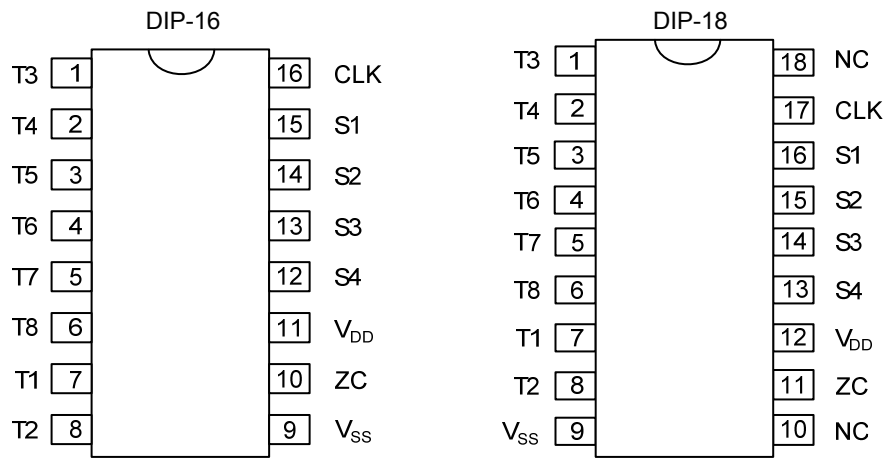 DIP-16
T3 1 16 CLK
T4 2 15 S1
T5 3 14 S2
T6 4 13 S3
T7 5 12 S4
T8 6 11 VDD
T1 7 10 ZC
T2 8 9 VSS
DIP-18
T3 1 18 NC
T4 2 17 CLK
T5 3 16 S1
T6 4 15 S2
T7 5 14 S3
T8 6 13 S4
T1 7 12 VDD
T2 8 11 ZC
VSS 9 10 NC